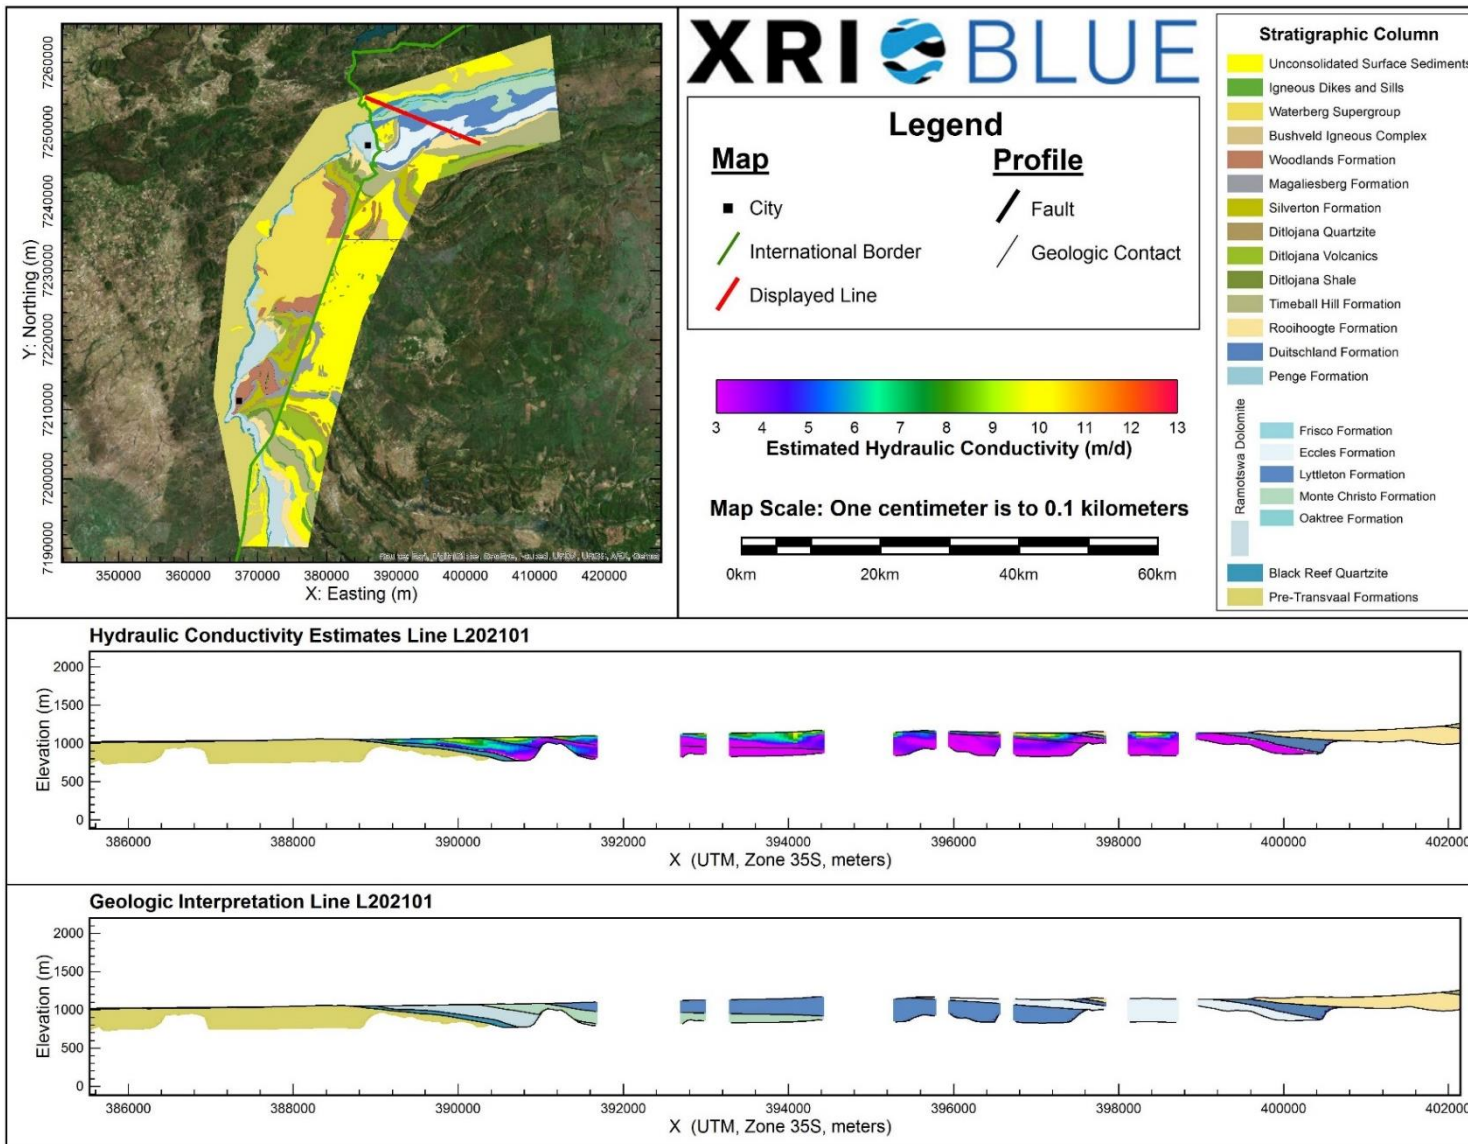 XRI BLUE
Legend
Map
City
International Border
Displayed Line
Profile
Fault
Geologic Contact
3 4 5 6 7 8 9 10 11 12 13
Estimated Hydraulic Conductivity (m/d)
Map Scale: One centimeter is to 0.1 kilometers
0km 20km 40km 60km
Stratigraphic Column
Unconsolidated Surface Sediments
Igneous Dikes and Sills
Waterberg Supergroup
Bushveld Igneous Complex
Woodlands Formation
Magaliesberg Formation
Silverton Formation
Ditlojana Quartzite
Ditlojana Volcanics
Ditlojana Shale
Timeball Hill Formation
Rooihoogte Formation
Duitschland Formation
Penge Formation
Ramotswa Dolomite
Frisco Formation
Eccles Formation
Lyttleton Formation
Monte Christo Formation
Oaktree Formation
Black Reef Quartzite
Pre-Transvaal Formations
Y: Northing (m)
7260000
7250000
7240000
7230000
7220000
7210000
7200000
7190000
350000 360000 370000 380000 390000 400000 410000 420000
X: Easting (m)
Hydraulic Conductivity Estimates Line L202101
Elevation (m)
2000
1500
1000
500
0
386000 388000 390000 392000 394000 396000 398000 400000 402000
X (UTM, Zone 35S, meters)
Geologic Interpretation Line L202101
Elevation (m)
2000
1500
1000
500
0
386000 388000 390000 392000 394000 396000 398000 400000 402000
X (UTM, Zone 35S, meters)